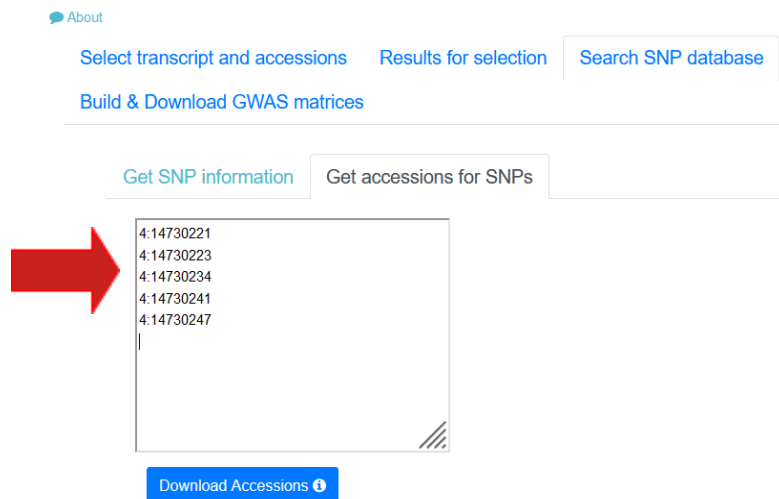 About
Select transcript and accessions Results for selection Search SNP database
Build & Download GWAS matrices
Get SNP information Get accessions for SNPs
4:14730221
4:14730223
4:14730234
4:14730241
4:14730247
Download Accessions